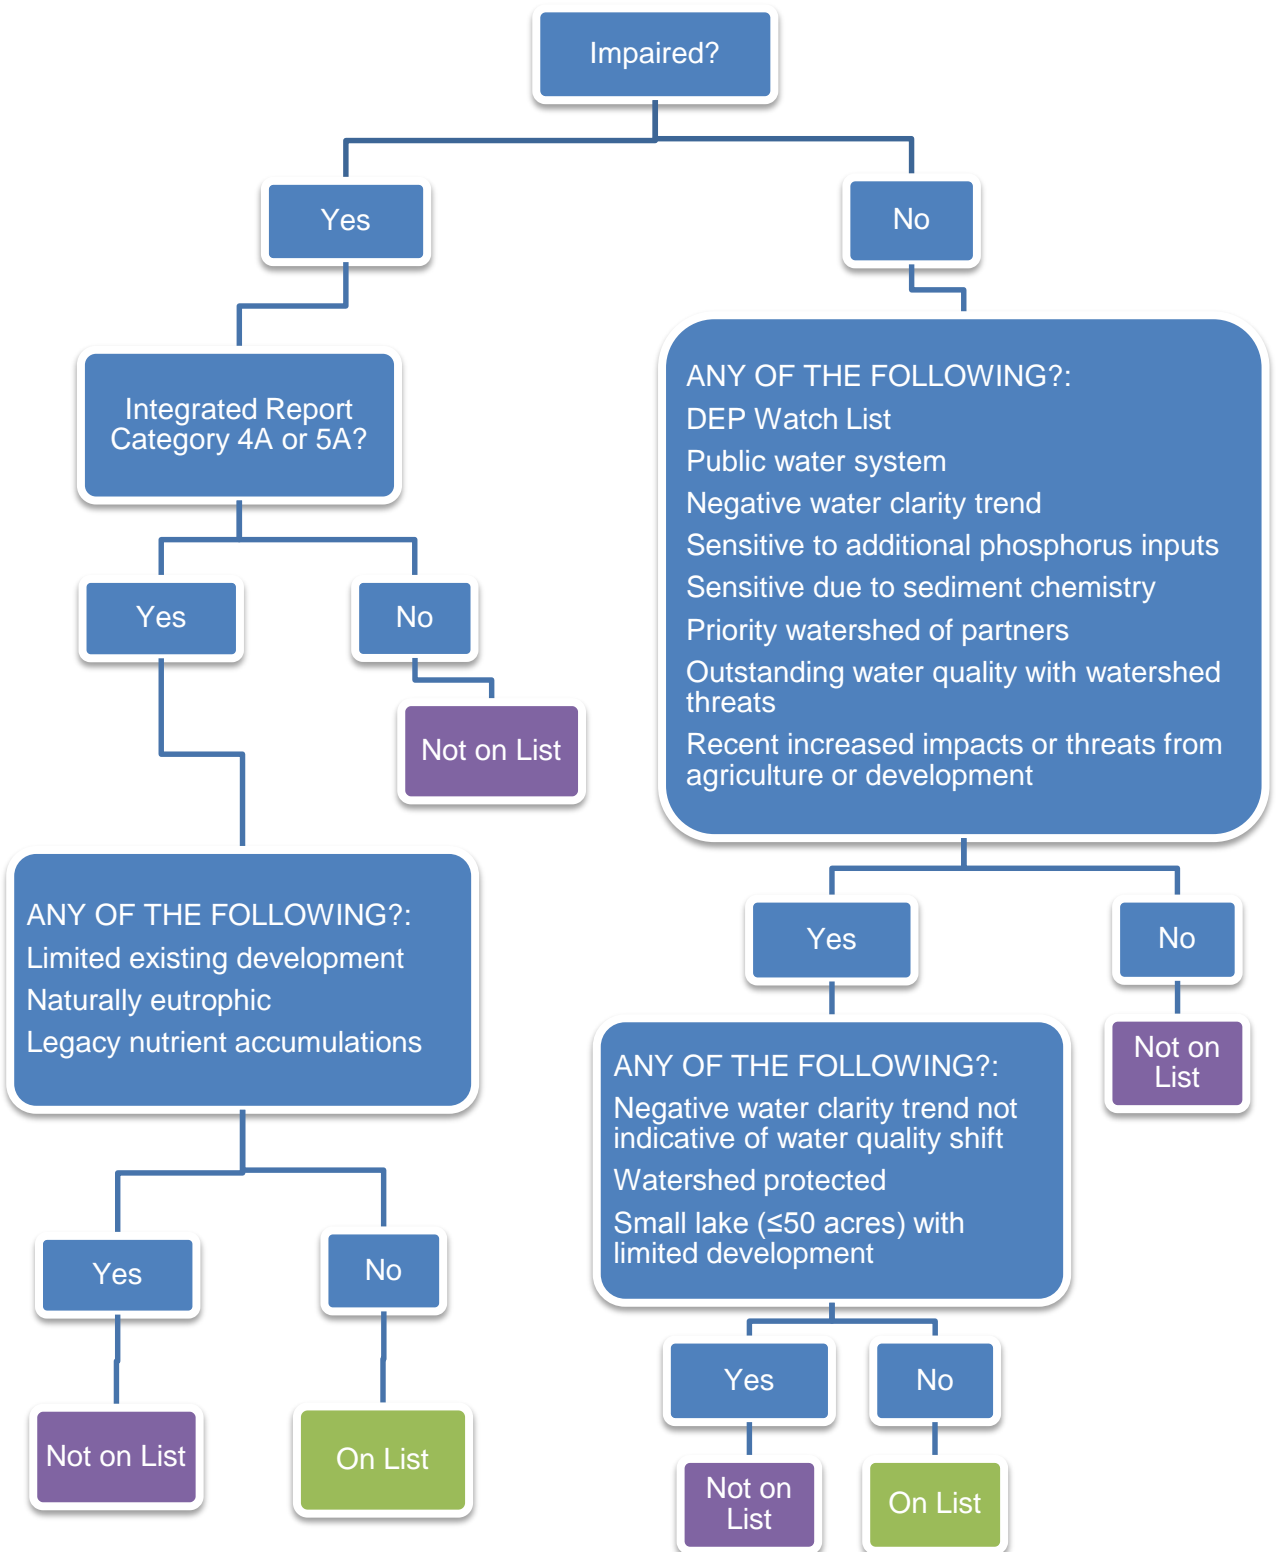 Impaired?
Yes
No
Integrated Report
Category 4A or 5A?
ANY OF THE FOLLOWING?:
DEP Watch List
Public water system
Negative water clarity trend
Sensitive to additional phosphorus inputs
Sensitive due to sediment chemistry
Priority watershed of partners
Outstanding water quality with watershed
threats
Recent increased impacts or threats from
agriculture or development
Yes
No
Not on List
ANY OF THE FOLLOWING?:
Limited existing development
Naturally eutrophic
Legacy nutrient accumulations
Yes
No
Not on
List
ANY OF THE FOLLOWING?:
Negative water clarity trend not
indicative of water quality shift
Watershed protected
Small lake (≤50 acres) with
limited development
Yes
No
Not on List
On List
Yes
No
Not on
List
On List